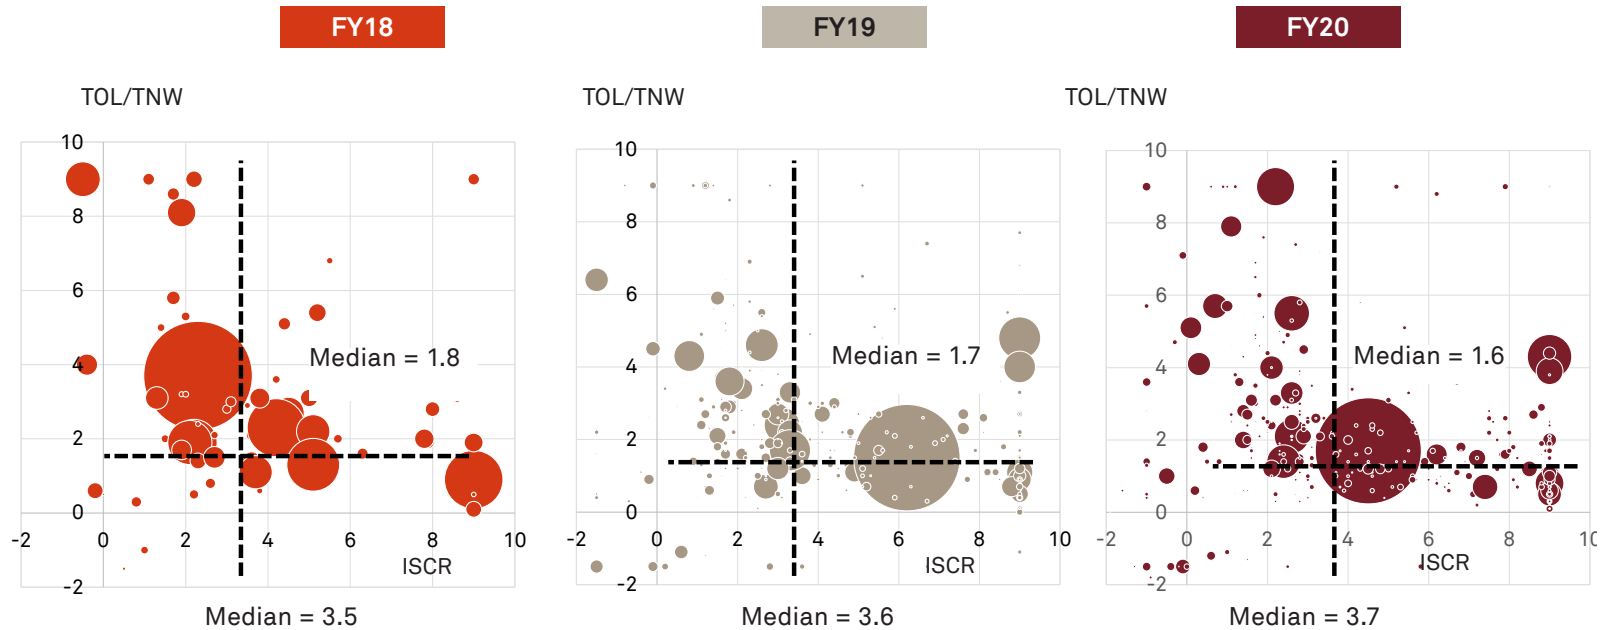 FY18
FY19
FY20
TOL/TNW
TOL/TNW
TOL/TNW
10
8
6
4
2
0
-2
-2
0
2
4
6
8
10
Median = 1.8
ISCR
Median = 3.5
10
8
6
4
2
0
-2
-2
0
2
4
6
8
10
Median = 1.7
ISCR
Median = 3.6
10
8
6
4
2
0
-2
-2
0
2
4
6
8
10
Median = 1.6
ISCR
Median = 3.7